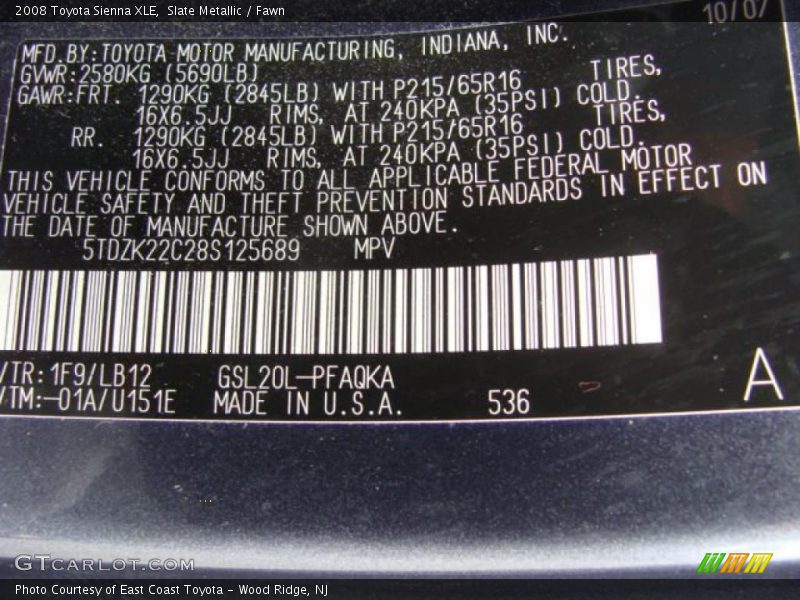 2008 Toyota Sienna XLE,  Slate Metallic / Fawn
10/07
MFD.BY:TOYOTA MOTOR MANUFACTURING, INDIANA, INC.
GVWR:2580KG (5690LB)
GAWR:FRT. 1290KG (2845LB) WITH P215/65R16 TIRES,
16X6.5JJ RIMS, AT 240KPA (35PSI) COLD.
RR. 1290KG (2845LB) WITH P215/65R16 TIRES,
16X6.5JJ RIMS, AT 240KPA (35PSI) COLD.
THIS VEHICLE CONFORMS TO ALL APPLICABLE FEDERAL MOTOR
VEHICLE SAFETY AND THEFT PREVENTION STANDARDS IN EFFECT ON
THE DATE OF MANUFACTURE SHOWN ABOVE.
5TDZK22C28S125689 MPV
/TR: 1F9/LB12 GSL20L-PFAQKA A
/TM:-01A/U151E MADE IN U.S.A. 536
GTcarlot.com
Photo Courtesy of East Coast Toyota - Wood Ridge, NJ